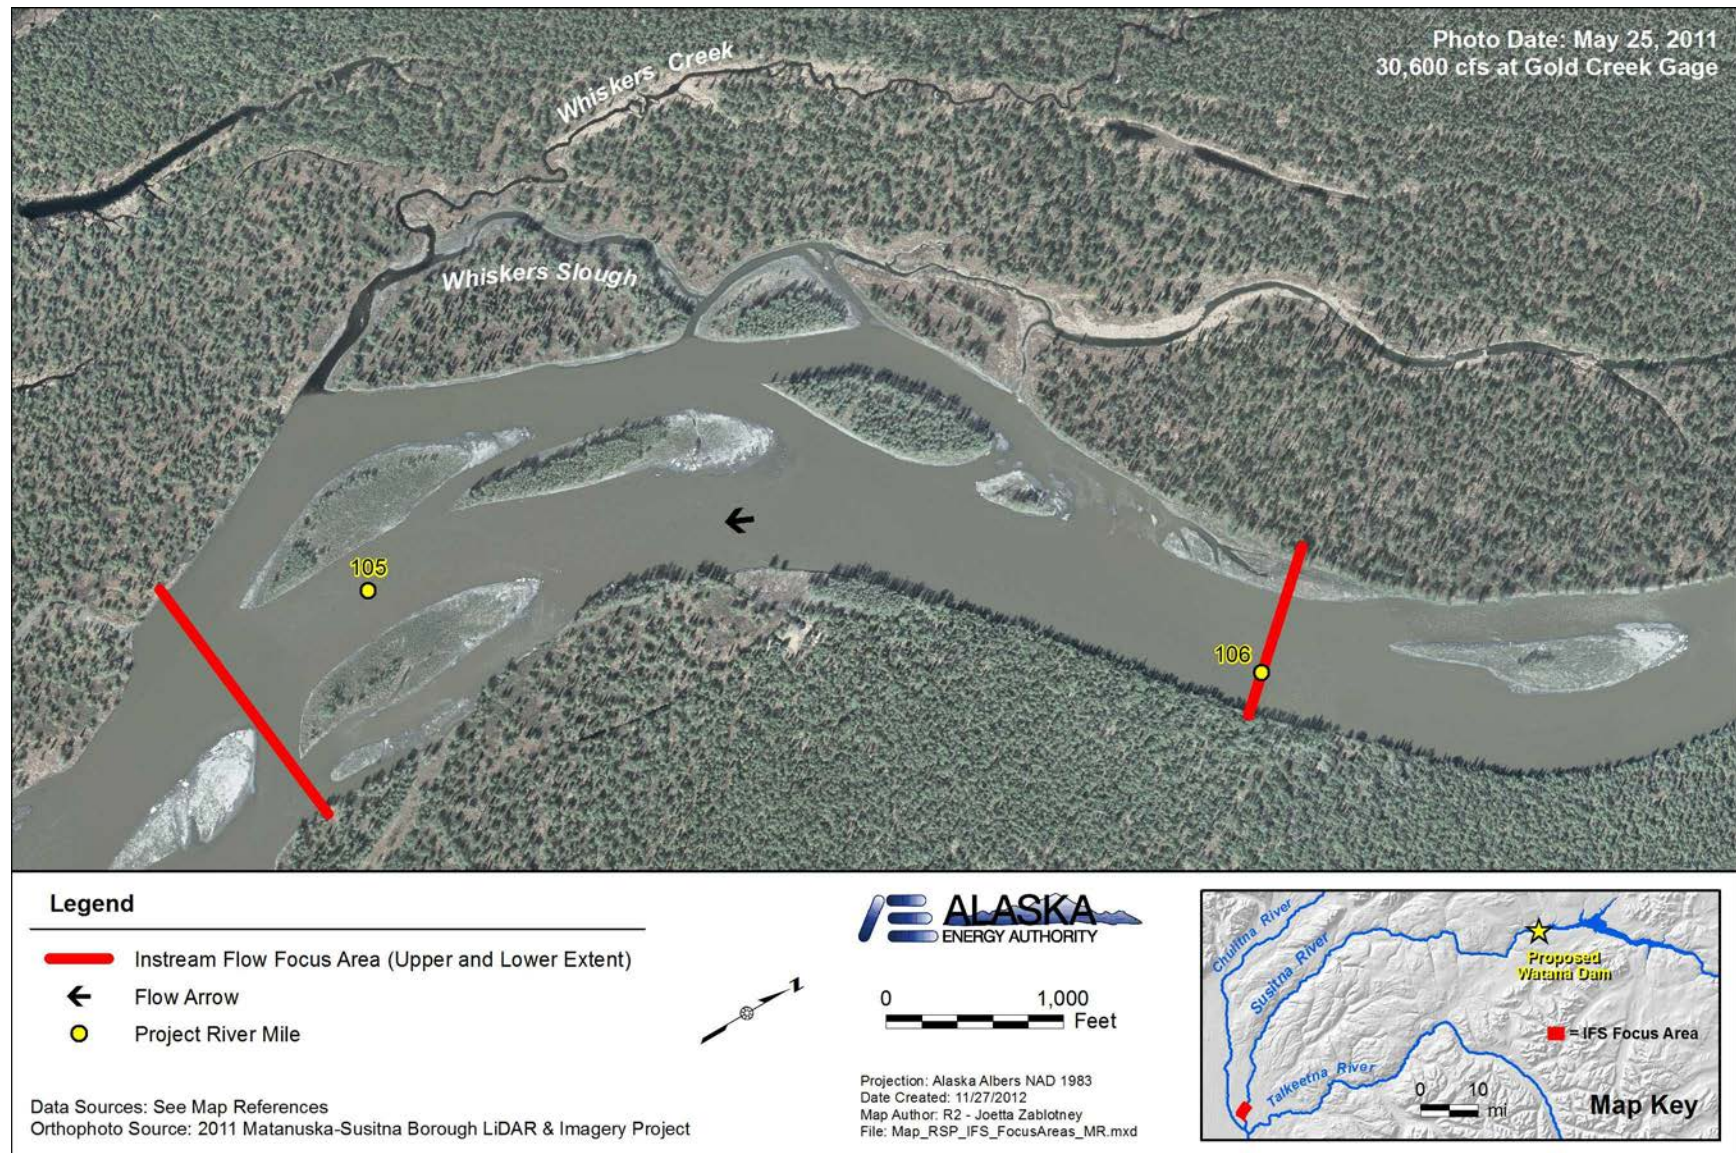 Photo Date: May 25, 2011
30,600 cfs at Gold Creek Gage
Whiskers Creek
Whiskers Slough
105
106
Legend
Instream Flow Focus Area (Upper and Lower Extent)
Flow Arrow
Project River Mile
Data Sources: See Map References
Orthophoto Source: 2011 Matanuska-Susitna Borough LiDAR & Imagery Project
N
ALASKA
ENERGY AUTHORITY
0 1,000
Feet
Projection: Alaska Albers NAD 1983
Date Created: 11/27/2012
Map Author: R2 - Joetta Zablotney
File: Map_RSP_IFS_FocusAreas_MR.mxd
Chulitna River
Susitna River
Proposed
Watana Dam
= IFS Focus Area
Talkeetna River
0 10
mi
Map Key